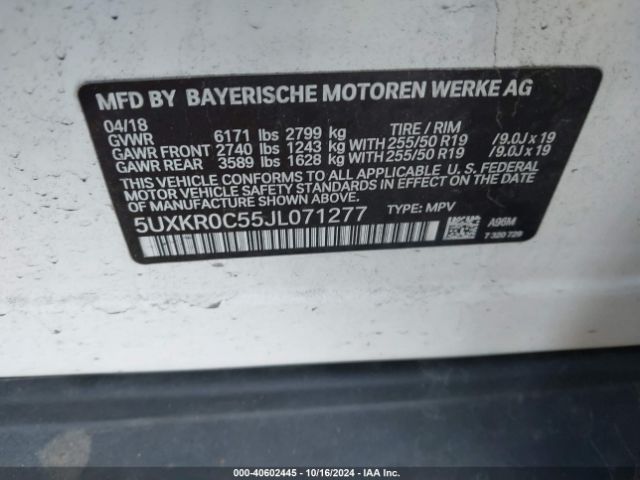 MFD BY BAYERISCHE MOTOREN WERKE AG
04/18 TIRE / RIM
GVWR 6171 lbs 2799 kg
GAWR FRONT 2740 lbs 1243 kg WITH 255/50 R19 /9.0J x 19
GAWR REAR 3589 lbs 1628 kg WITH 255/50 R19 /9.0J x 19
THIS VEHICLE CONFORMS TO ALL APPLICABLE U.S. FEDERAL
MOTOR VEHICLE SAFETY STANDARDS IN EFFECT ON THE
DATE OF MANUFACTURE SHOWN ABOVE.
5UXKR0C55JL071277 TYPE: MPV
A96M
7 320 729
000-40602445 - 10/16/2024 - IAA Inc.